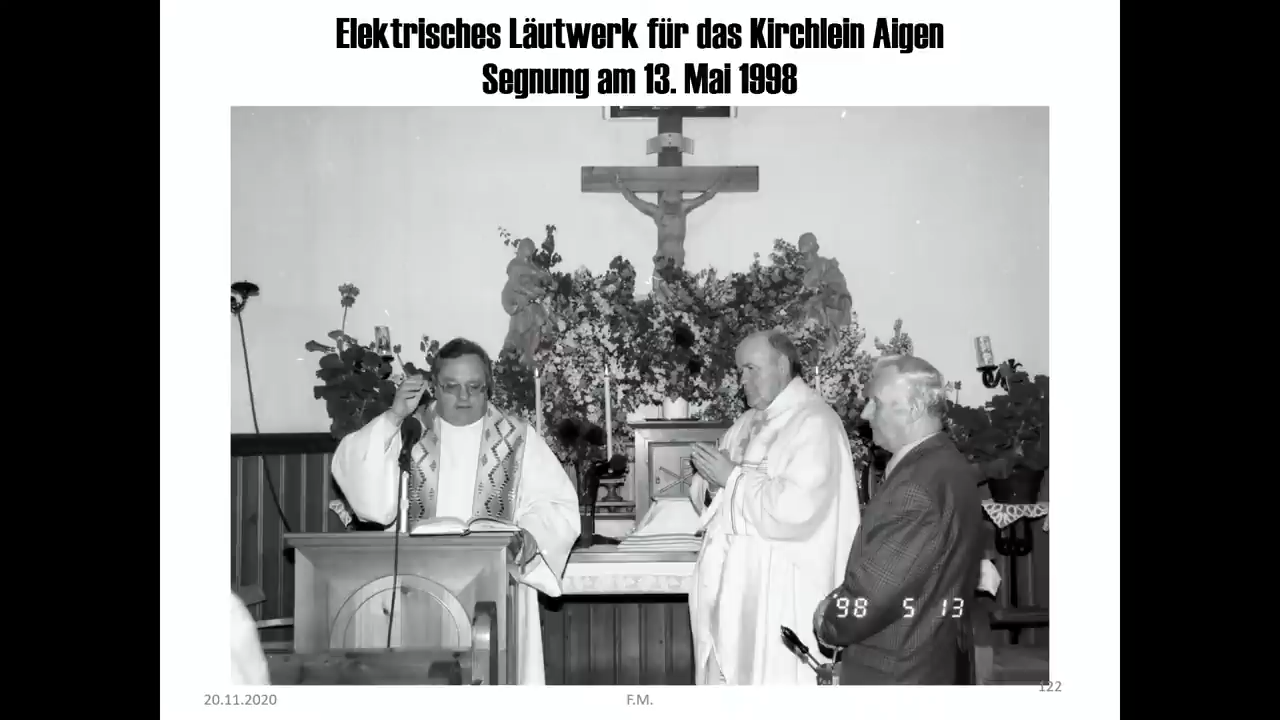 Elektrisches Läutwerk für das Kirchlein Aigen
Segnung am 13. Mai 1998
'98 5 13
20.11.2020
F.M.
122